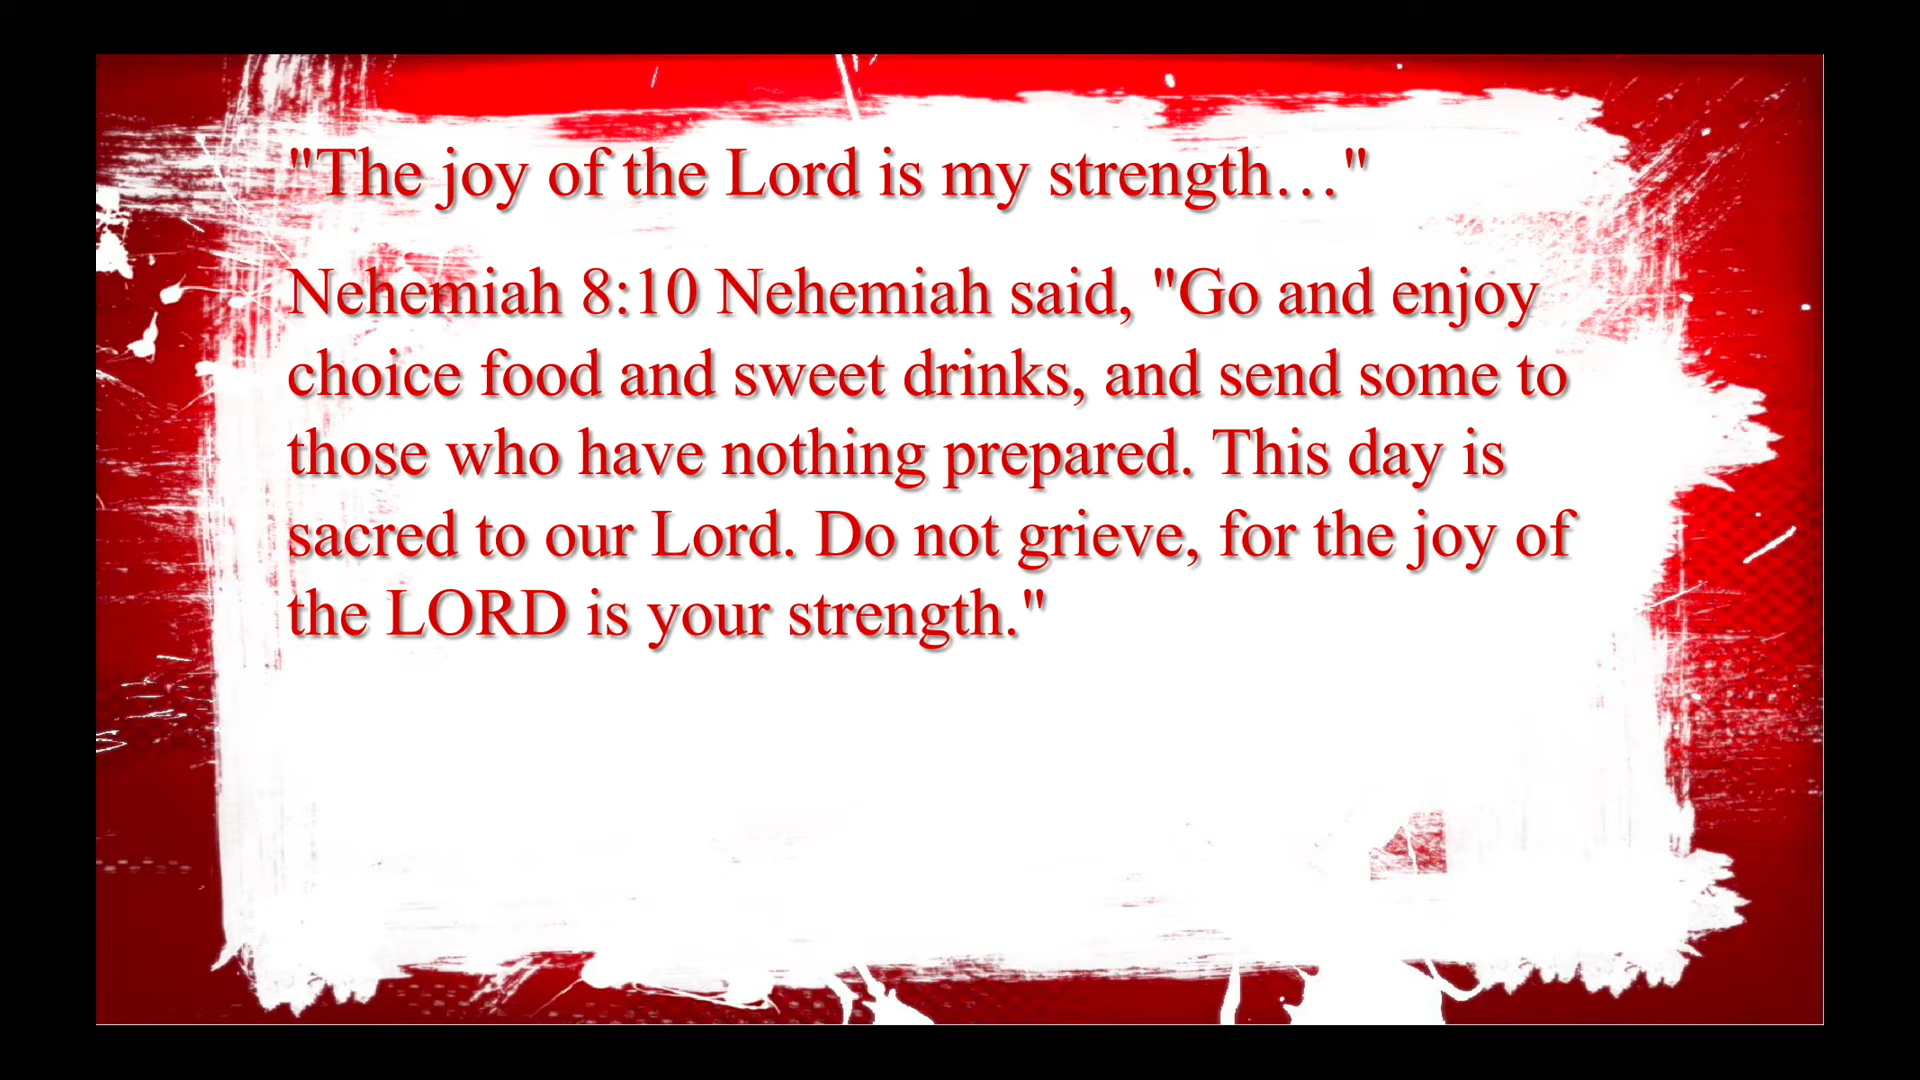 "The joy of the Lord is my strength…"
Nehemiah 8:10 Nehemiah said, "Go and enjoy
choice food and sweet drinks, and send some to
those who have nothing prepared. This day is
sacred to our Lord. Do not grieve, for the joy of
the LORD is your strength."